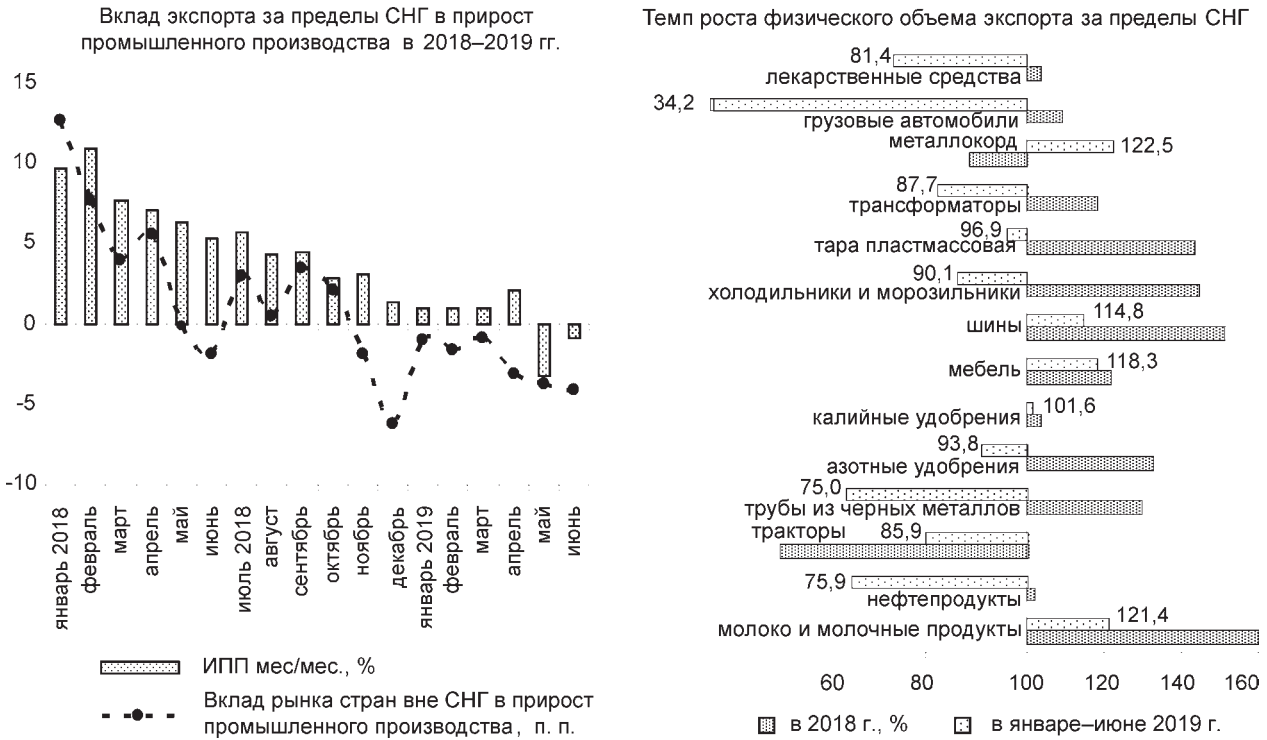 Вклад экспорта за пределы СНГ в прирост
промышленного производства в 2018–2019 гг.
15
10
5
0
-5
-10
январь 2018
февраль
март
апрель
май
июнь
июль 2018
август
сентябрь
октябрь
ноябрь
декабрь
январь 2019
февраль
март
апрель
май
июнь
ИПП мес/мес., %
Вклад рынка стран вне СНГ в прирост
промышленного производства, п. п.
Темп роста физического объема экспорта за пределы СНГ
81,4
лекарственные средства
34,2
грузовые автомобили
металлокорд 122,5
87,7
трансформаторы
96,9
тара пластмассовая
90,1
холодильники и морозильники
114,8
шины
мебель 118,3
101,6
калийные удобрения
93,8
азотные удобрения
75,0
трубы из черных металлов
тракторы 85,9
75,9
нефтепродукты
121,4
молоко и молочные продукты
60 80 100 120 140 160
в 2018 г., % в январе–июне 2019 г.